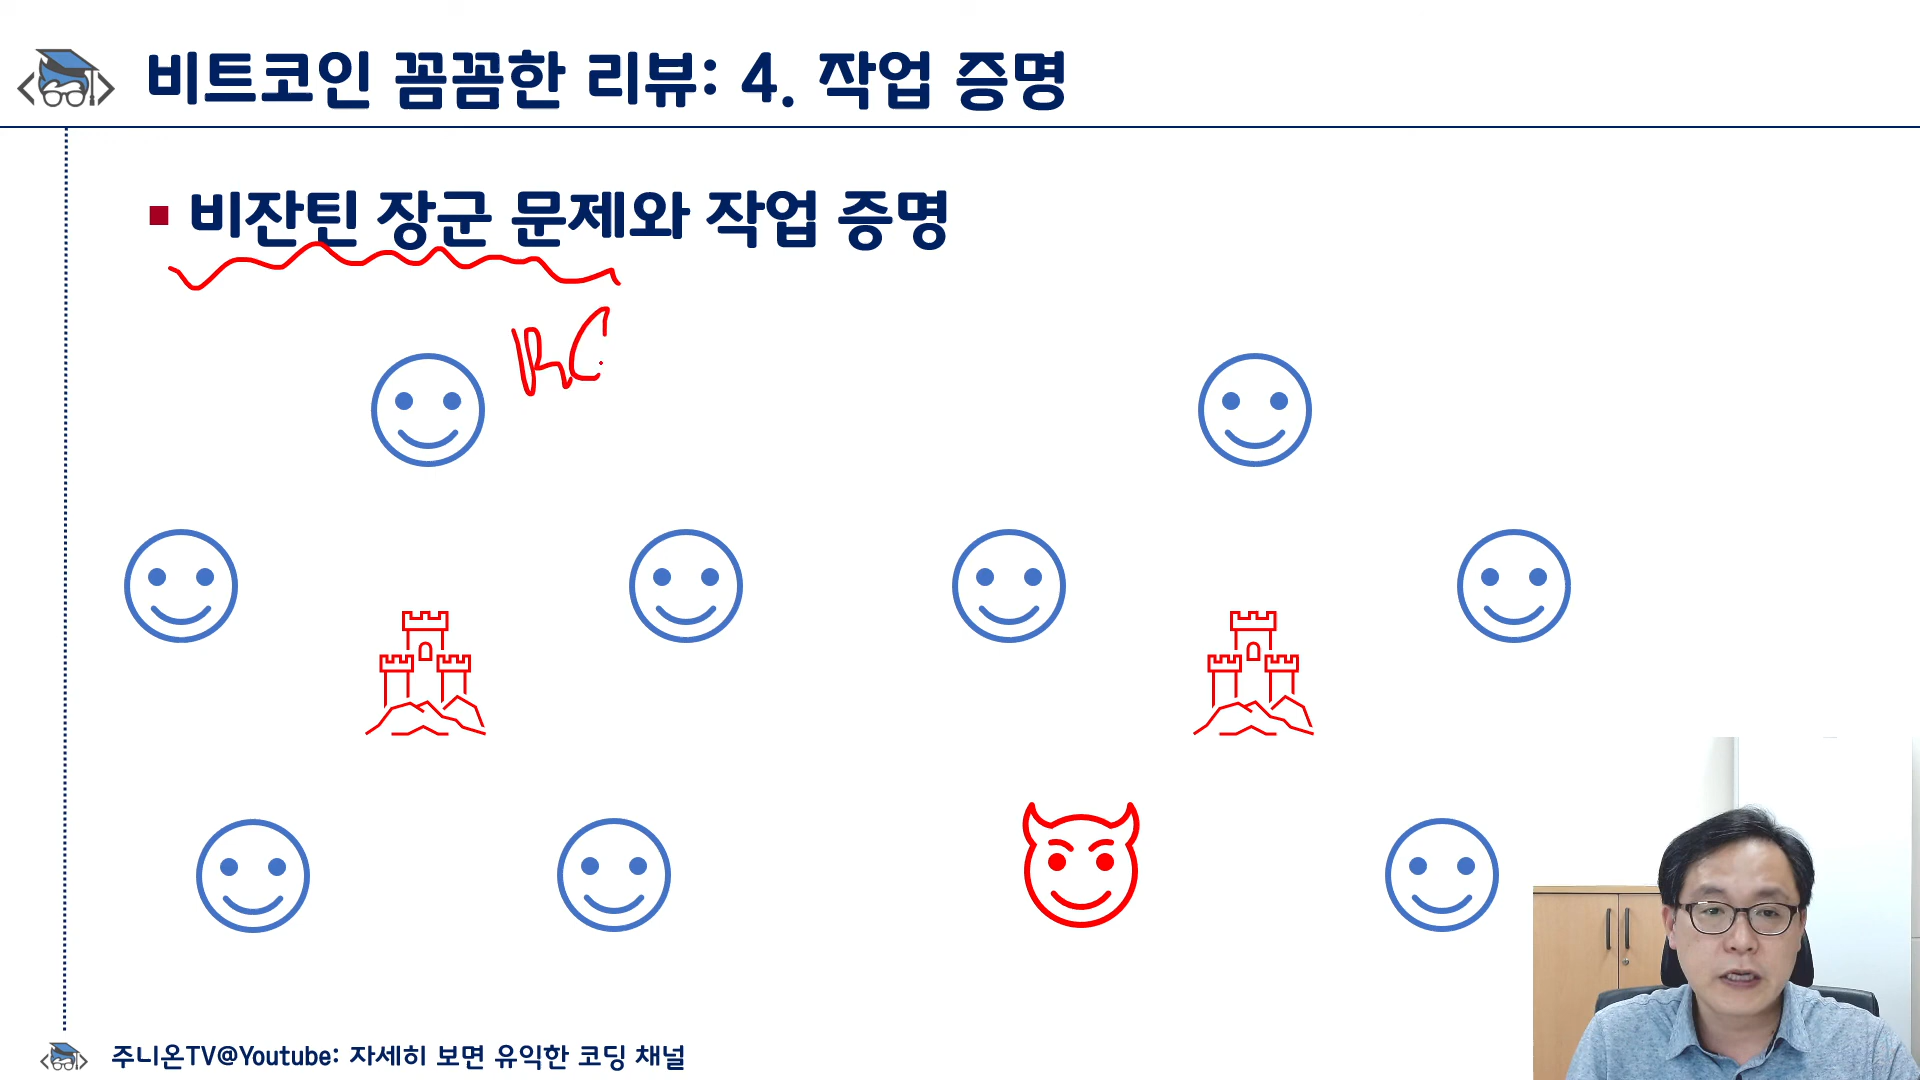 비트코인 꼼꼼한 리뷰: 4. 작업 증명
비잔틴 장군 문제와 작업 증명
주니온TV@Youtube: 자세히 보면 유익한 코딩 채널